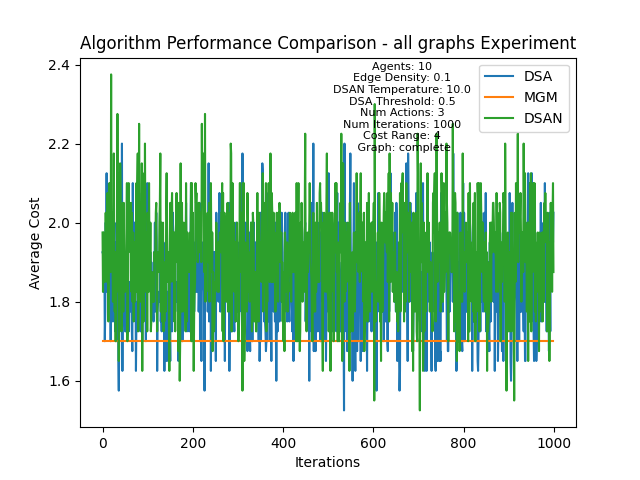 Algorithm Performance Comparison - all graphs Experiment
Agents: 10
Edge Density: 0.1
DSAN Temperature: 10.0
DSA Threshold: 0.5
Num Actions: 3
Num Iterations: 1000
Cost Range: 4
Graph: complete
DSA
MGM
DSAN
Average Cost
2.4
2.2
2.0
1.8
1.6
0 200 400 600 800 1000
Iterations